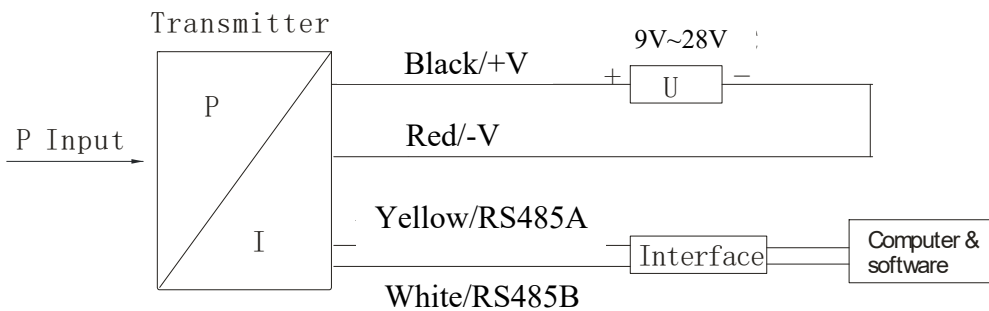 Transmitter
9V~28V
Black/+V
+ U −
P
Red/-V
P Input
Yellow/RS485A
I
Interface
Computer &
software
White/RS485B